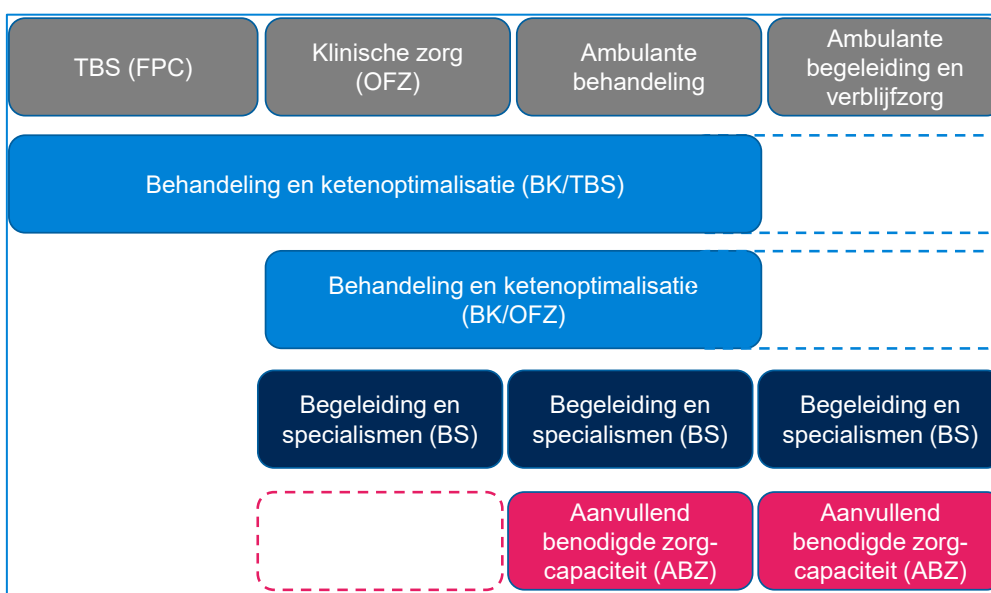 TBS (FPC)
Klinische zorg
(OFZ)
Ambulante
behandeling
Ambulante
begeleiding en
verblijfzorg
Behandeling en ketenoptimalisatie (BK/TBS)
Behandeling en ketenoptimalisatie
(BK/OFZ)
Begeleiding en
specialismen (BS)
Begeleiding en
specialismen (BS)
Begeleiding en
specialismen (BS)
Aanvullend
benodigde zorg-
capaciteit (ABZ)
Aanvullend
benodigde zorg-
capaciteit (ABZ)